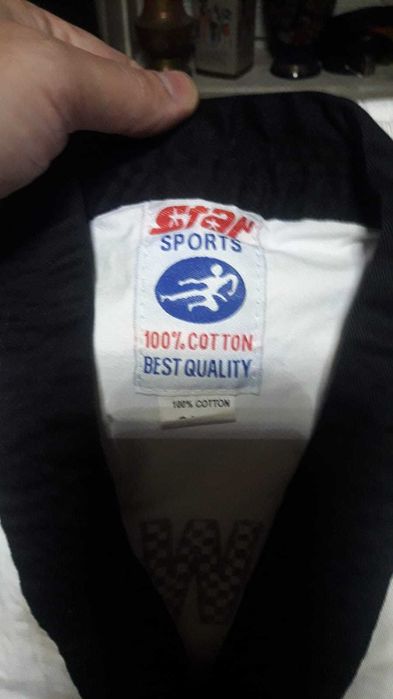 Star
SPORTS
100% COTTON
BEST QUALITY
100% COTTON
W